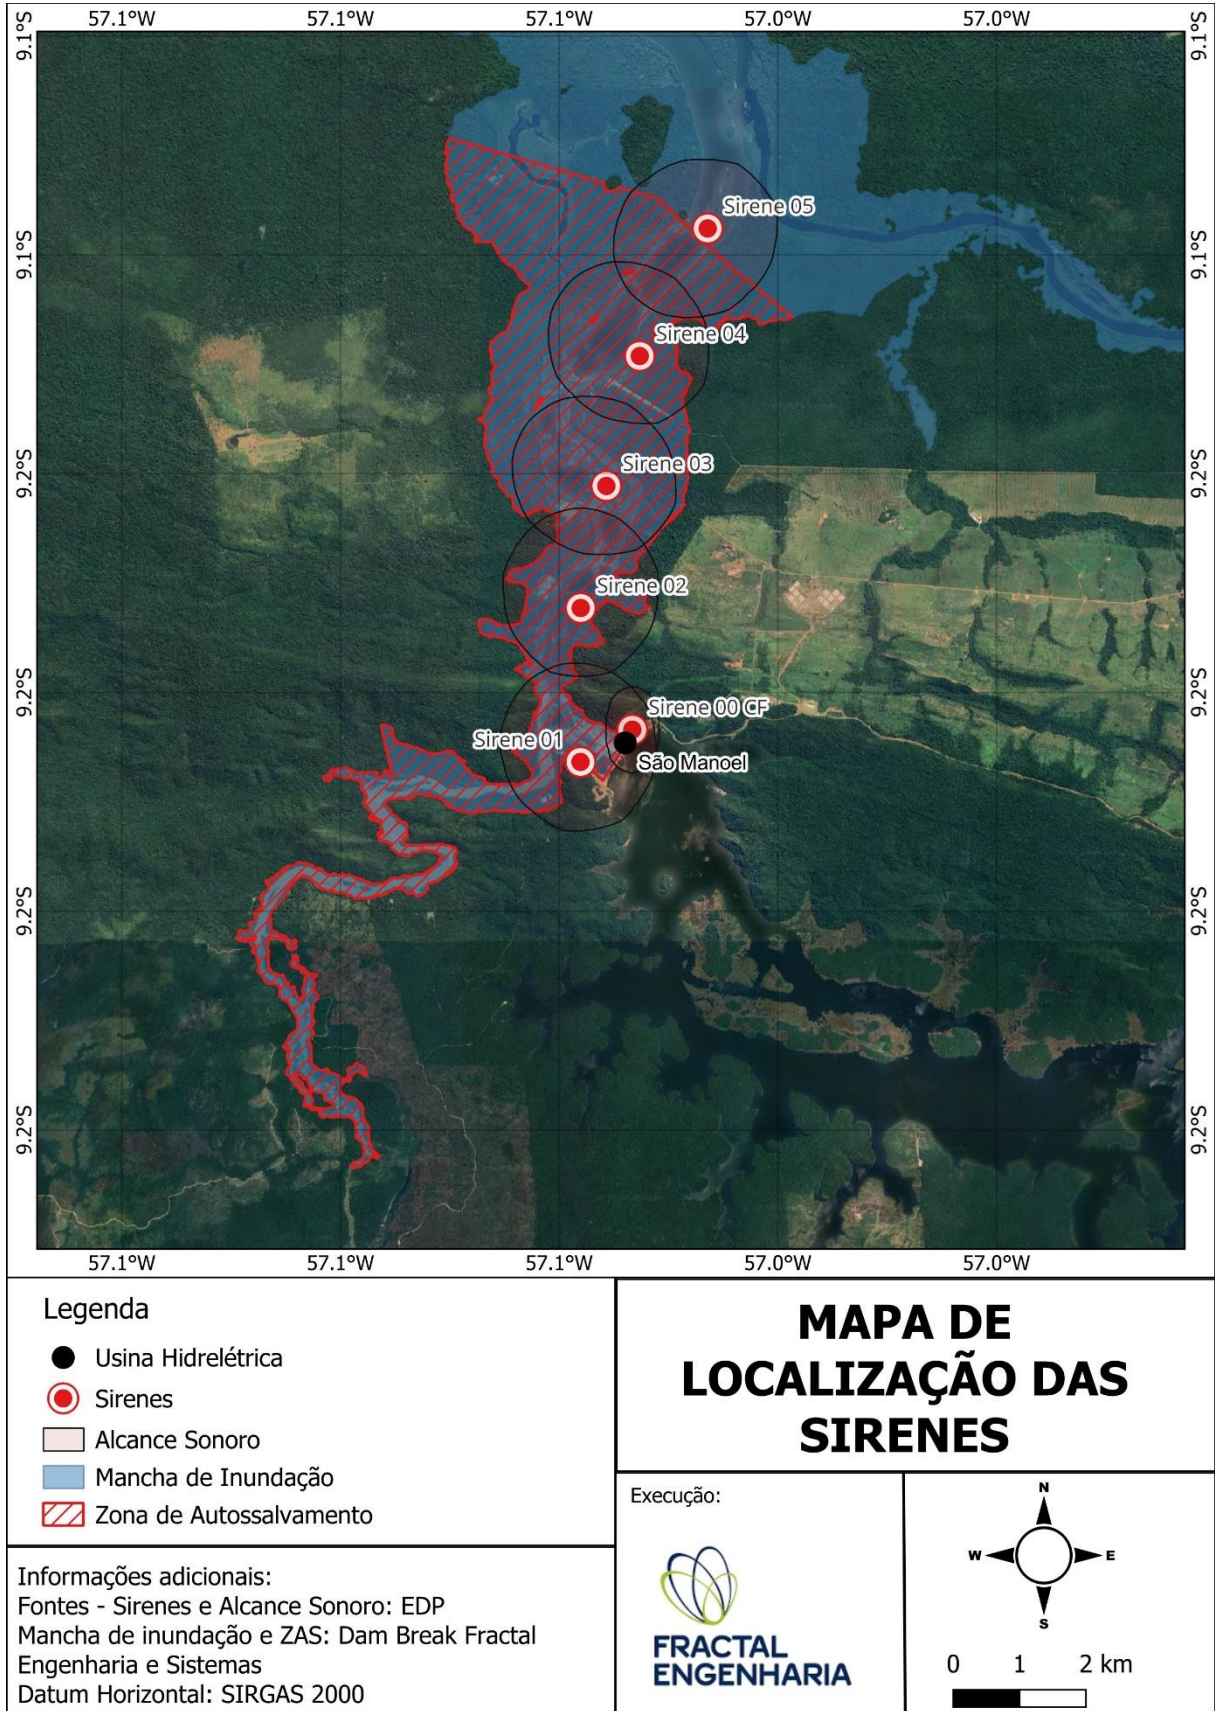 57.1°W 57.1°W 57.1°W 57.0°W 57.0°W
9.1°S 9.1°S
Sirene 05
9.1°S 9.1°S
Sirene 04
Sirene 03
9.2°S 9.2°S
Sirene 02
9.2°S 9.2°S
Sirene 00 CF
Sirene 01
São Manoel
9.2°S 9.2°S
9.2°S 9.2°S
57.1°W 57.1°W 57.1°W 57.0°W 57.0°W
Legenda
Usina Hidrelétrica
Sirenes
Alcance Sonoro
Mancha de Inundação
Zona de Autossalvamento
Informações adicionais:
Fontes - Sirenes e Alcance Sonoro: EDP
Mancha de inundação e ZAS: Dam Break Fractal
Engenharia e Sistemas
Datum Horizontal: SIRGAS 2000
MAPA DE
LOCALIZAÇÃO DAS
SIRENES
Execução:
FRACTAL
ENGENHARIA
N
W E
S
0 1 2 km